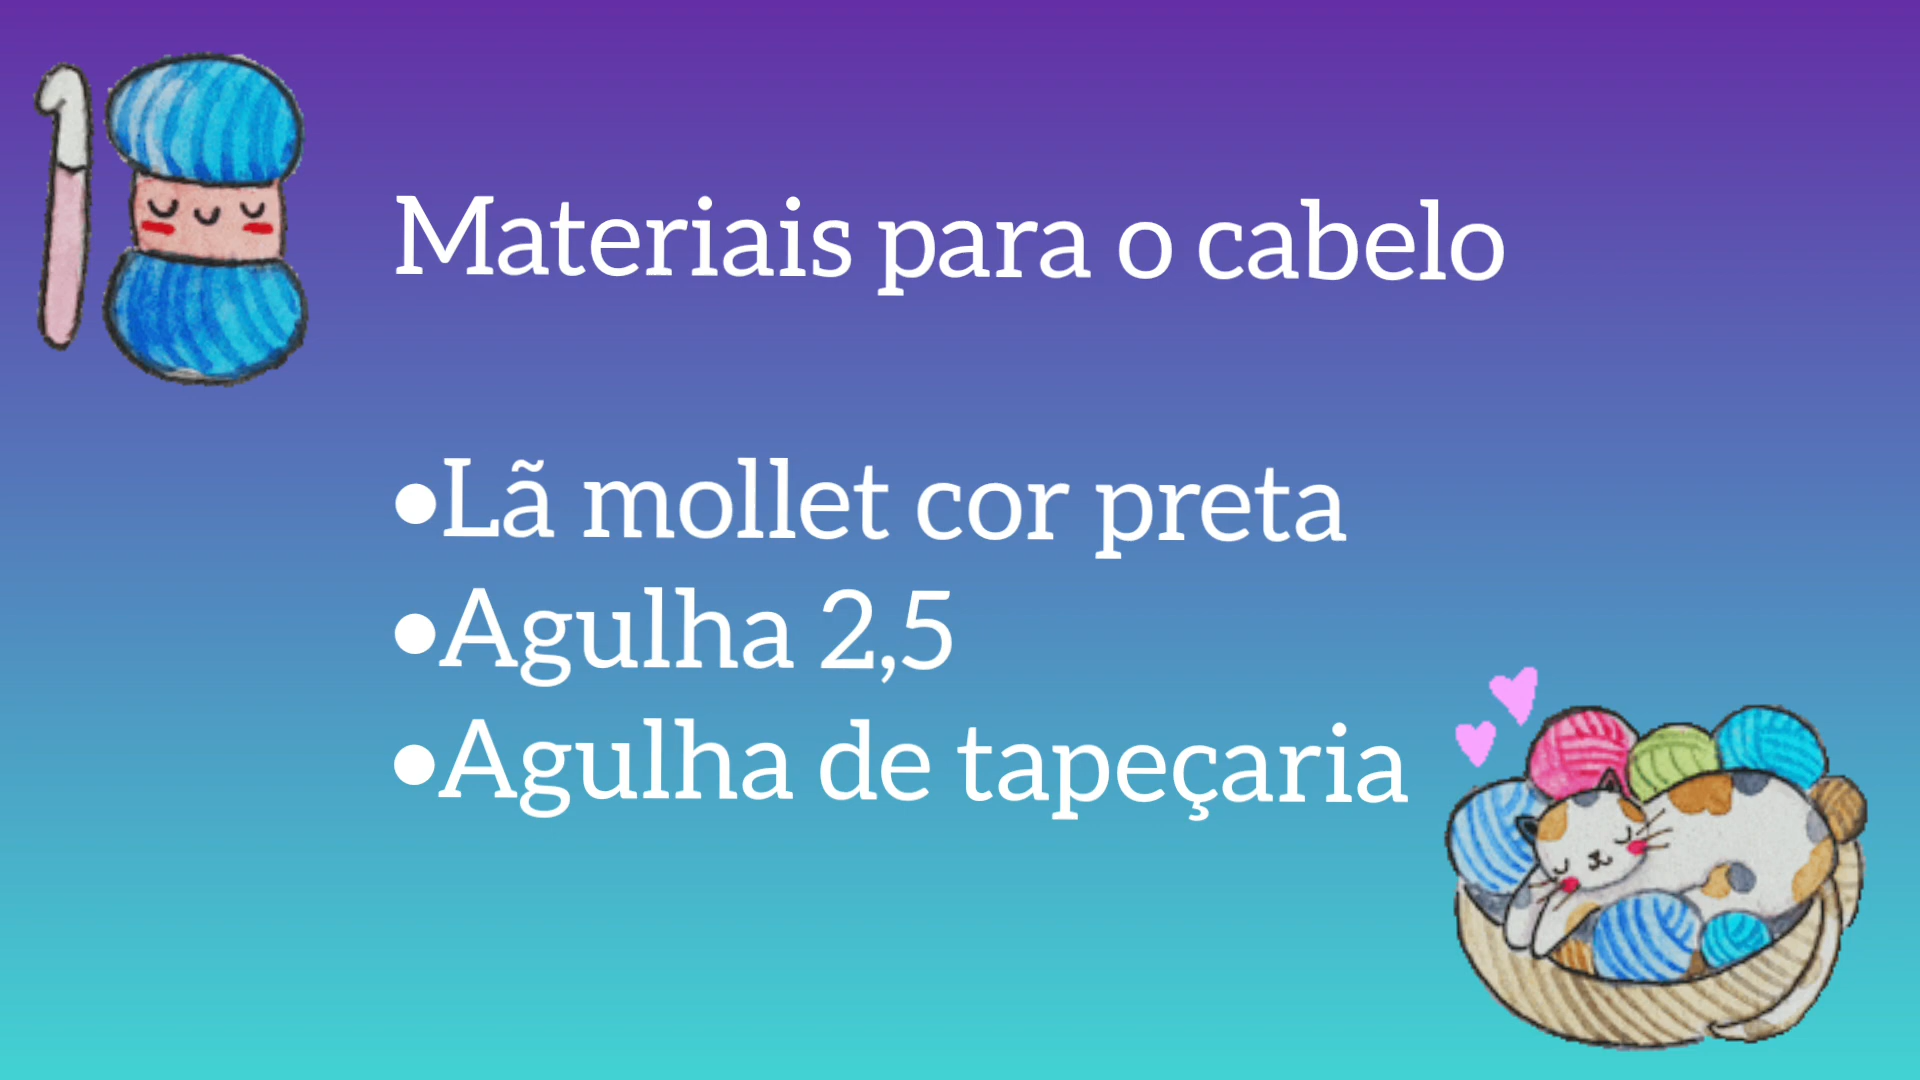 Materiais para o cabelo
•Lã mollet cor preta
•Agulha 2,5
•Agulha de tapeçaria